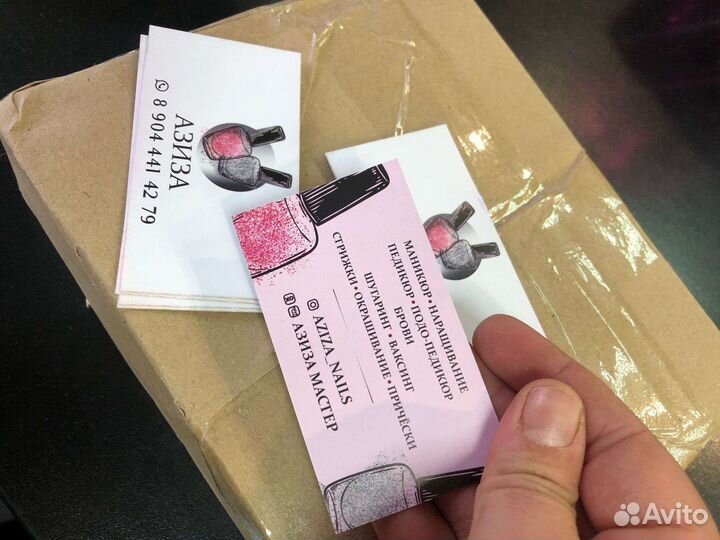 АЗИЗА
8 904 441 42 79
МАНИКЮР • НАРАЩИВАНИЕ
ПЕДИКЮР • ПОДО-ПЕДИКЮР
БРОВИ
ШУГАРИНГ • ВАКСИНГ
СТРИЖКИ • ОКРАШИВАНИЕ • ПРИЧЁСКИ
AZIZA_NAILS
АЗИЗА МАСТЕР
Avito